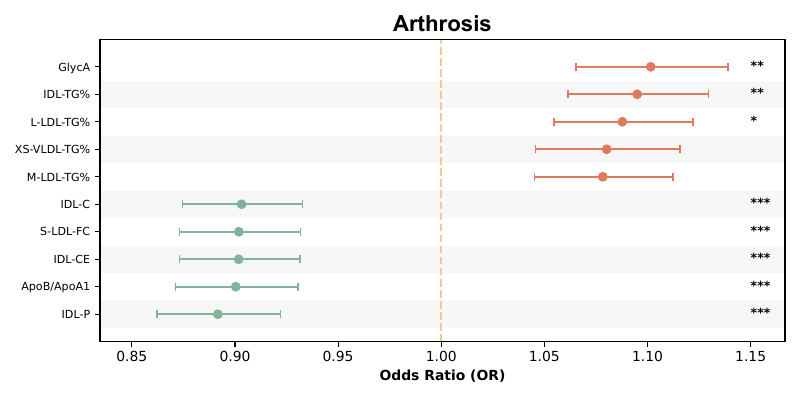 Arthrosis
GlycA **
IDL-TG% **
L-LDL-TG% *
XS-VLDL-TG%
M-LDL-TG%
IDL-C ***
S-LDL-FC ***
IDL-CE ***
ApoB/ApoA1 ***
IDL-P ***
0.85 0.90 0.95 1.00 1.05 1.10 1.15
Odds Ratio (OR)